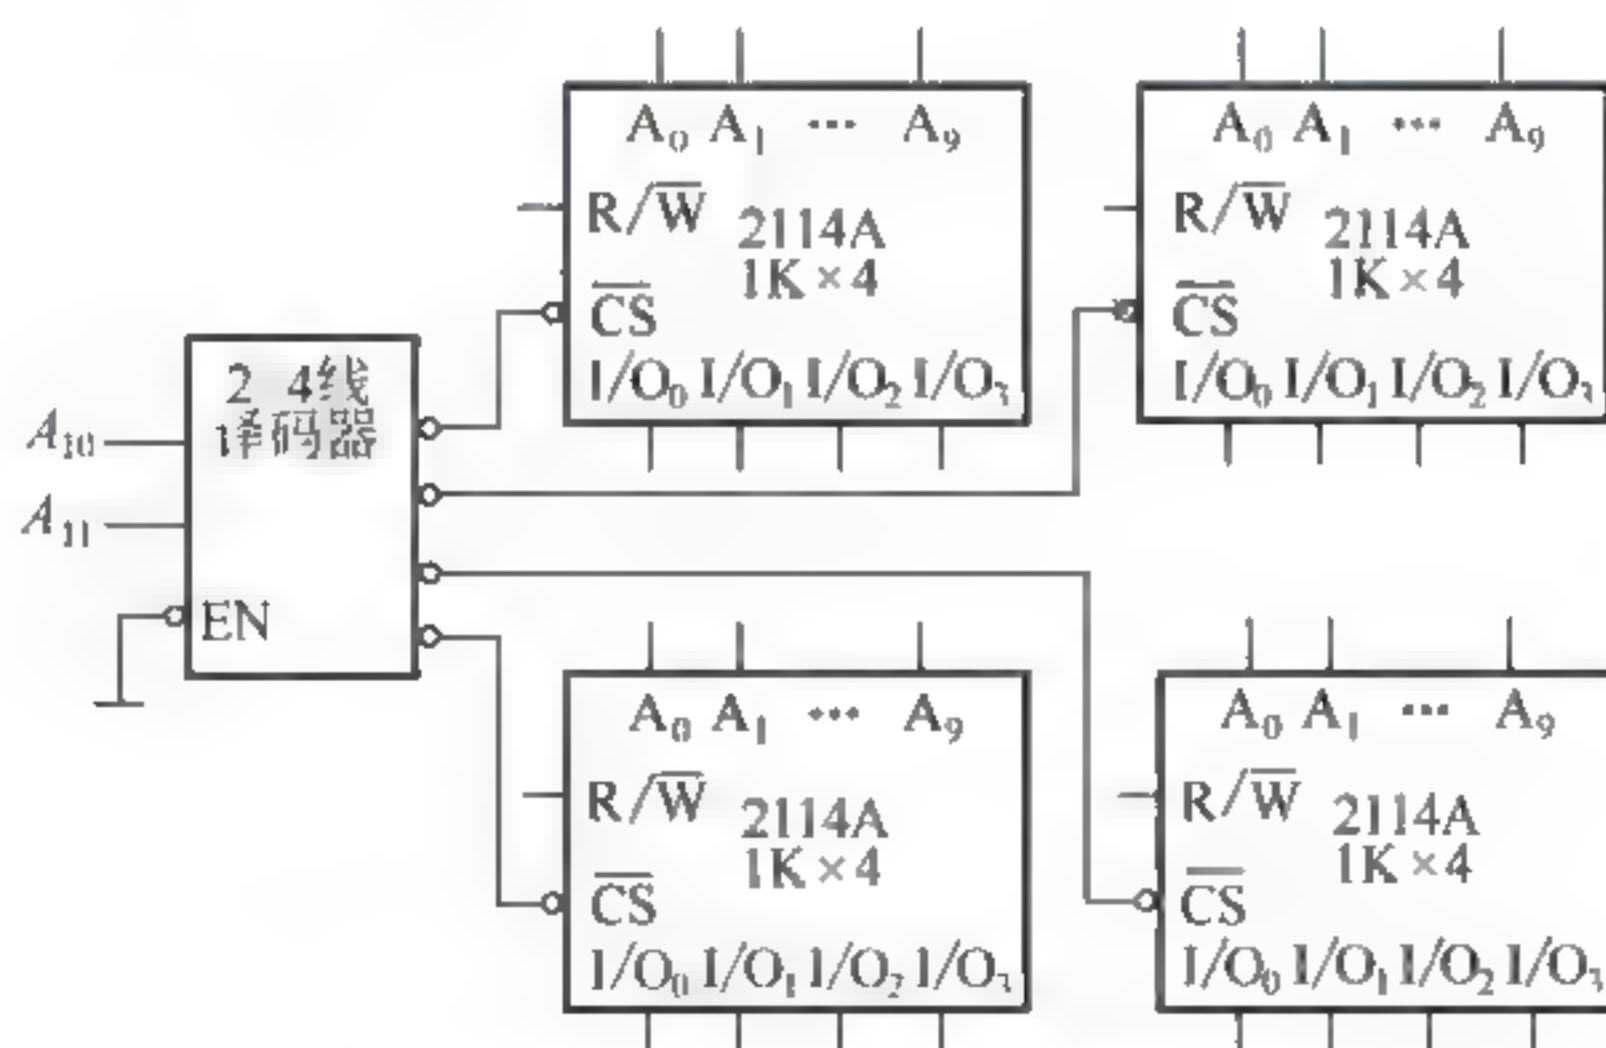 A₀ A₁ ··· A₉
R/W̅ 2114A
1K×4
C̅S̅
I/O₀ I/O₁ I/O₂ I/O₃
A₀ A₁ ··· A₉
R/W̅ 2114A
1K×4
C̅S̅
I/O₀ I/O₁ I/O₂ I/O₃
2 4线
译码器
A₁₀
A₁₁
EN
A₀ A₁ ··· A₉
R/W̅ 2114A
1K×4
C̅S̅
I/O₀ I/O₁ I/O₂ I/O₃
A₀ A₁ ··· A₉
R/W̅ 2114A
1K×4
C̅S̅
I/O₀ I/O₁ I/O₂ I/O₃